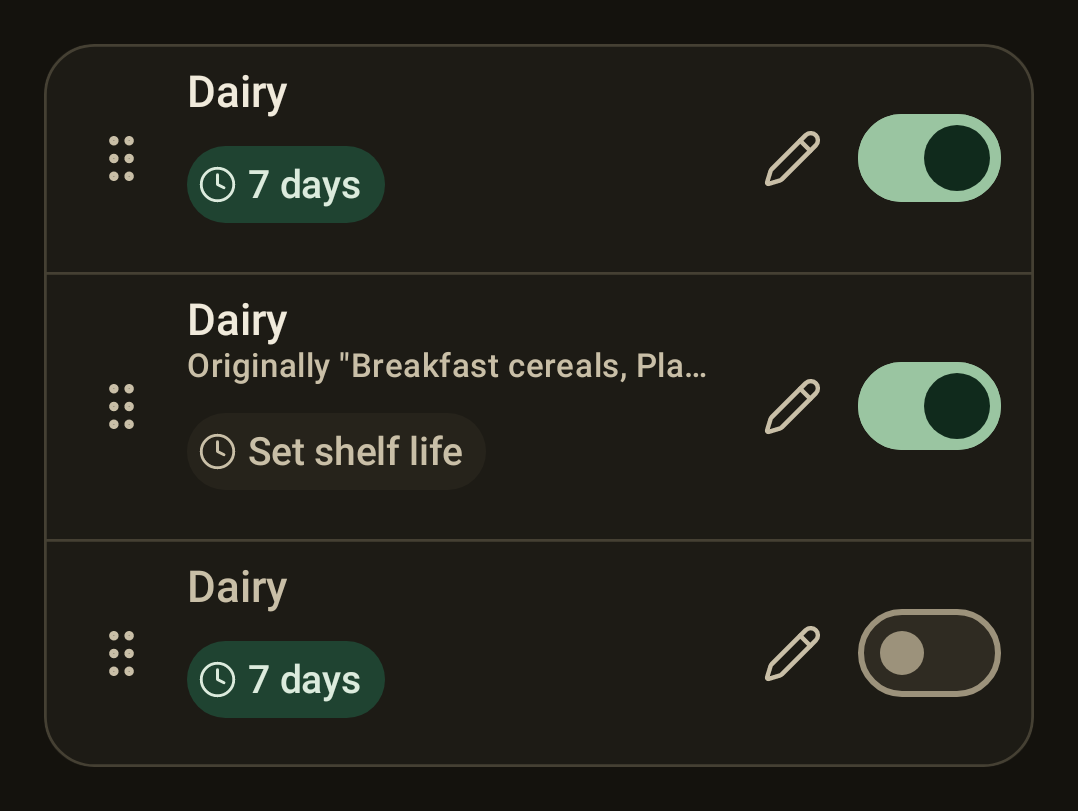 Dairy
7 days
Dairy
Originally "Breakfast cereals, Pla…
Set shelf life
Dairy
7 days